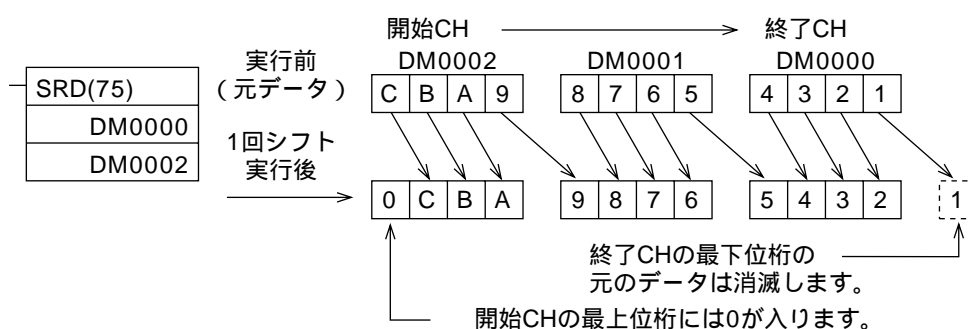 開始CH 終了CH
DM0002 DM0001 DM0000
SRD(75)
DM0000
DM0002
実行前
(元データ)
C B A 9 8 7 6 5 4 3 2 1
1回シフト
実行後
0 C B A 9 8 7 6 5 4 3 2 1
終了CHの最下位桁の
元のデータは消滅します。
開始CHの最上位桁には0が入ります。